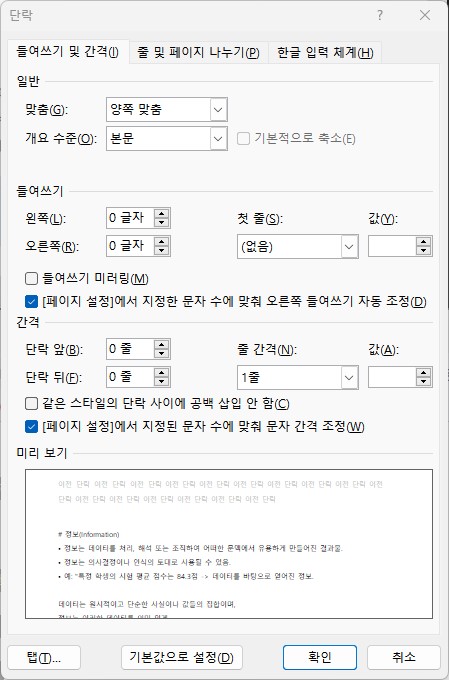 단락
들여쓰기 및 간격(I) 줄 및 페이지 나누기(P) 한글 입력 체계(H)
일반
맞춤(G): 양쪽 맞춤
개요 수준(O): 본문 기본적으로 축소(E)
들여쓰기
왼쪽(L): 0 글자 첫 줄(S): 값(Y):
오른쪽(R): 0 글자 (없음)
들여쓰기 미러링(M)
[페이지 설정]에서 지정한 문자 수에 맞춰 오른쪽 들여쓰기 자동 조정(D)
간격
단락 앞(B): 0 줄 줄 간격(N): 값(A):
단락 뒤(F): 0 줄 1줄
같은 스타일의 단락 사이에 공백 삽입 안 함(C)
[페이지 설정]에서 지정된 문자 수에 맞춰 문자 간격 조정(W)
미리 보기
이전 단락 이전 단락 이전 단락 이전 단락 이전 단락 이전 단락 이전 단락 이전 단락 이전 단락 이전
단락 이전 단락 이전 단락 이전 단락 이전 단락 이전 단락 이전 단락
# 정보(Information)
• 정보는 데이터를 처리, 해석 또는 조직하여 어떠한 문맥에서 유용하게 만들어진 결과물.
• 정보는 의사결정이나 인식의 토대로 사용될 수 있음.
• 예: "특정 학생의 시험 평균 점수는 84.3점 -> 데이터를 바탕으로 얻어진 정보.
데이터는 원시적이고 단순한 사실이나 값들의 집합이며,
탭(T)... 기본값으로 설정(D) 확인 취소